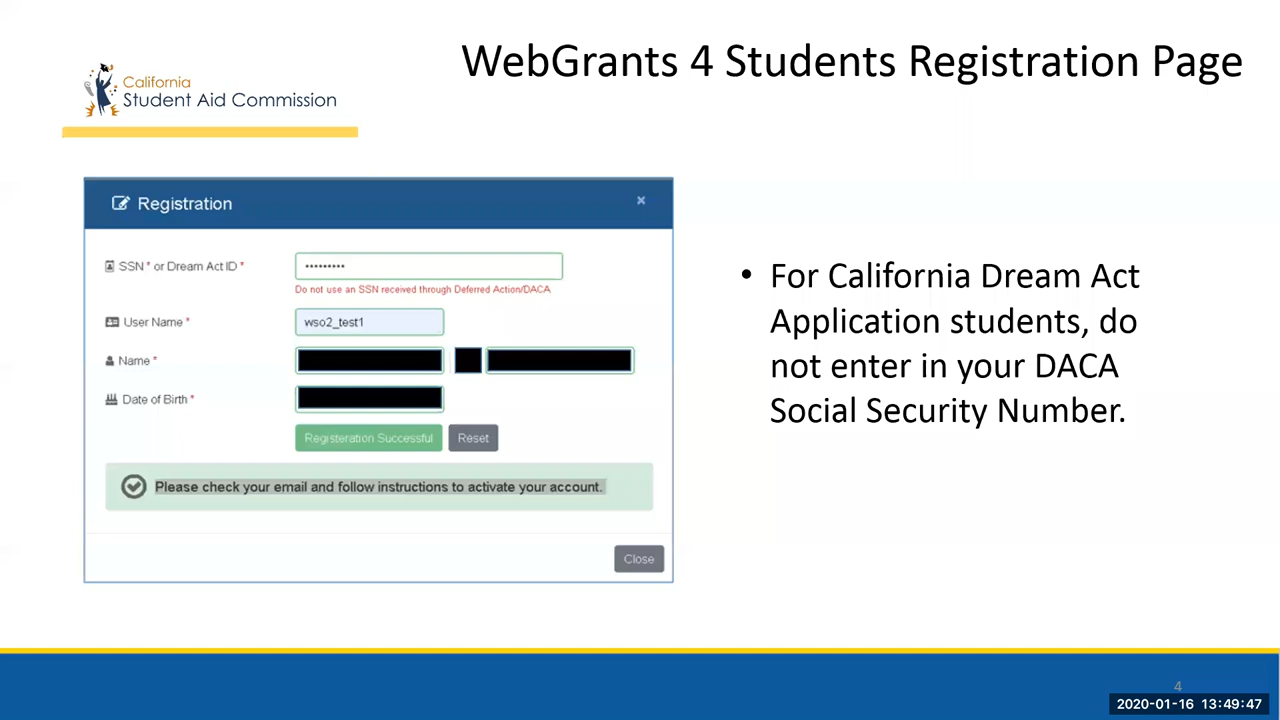 WebGrants 4 Students Registration Page
California
Student Aid Commission
Registration
×
SSN * or Dream Act ID *
•••••••••
Do not use an SSN received through Deferred Action/DACA
User Name *
wso2_test1
Name *
Date of Birth *
Registeration Successful Reset
Please check your email and follow instructions to activate your account.
Close
• For California Dream Act
Application students, do
not enter in your DACA
Social Security Number.
4
2020-01-16 13:49:47